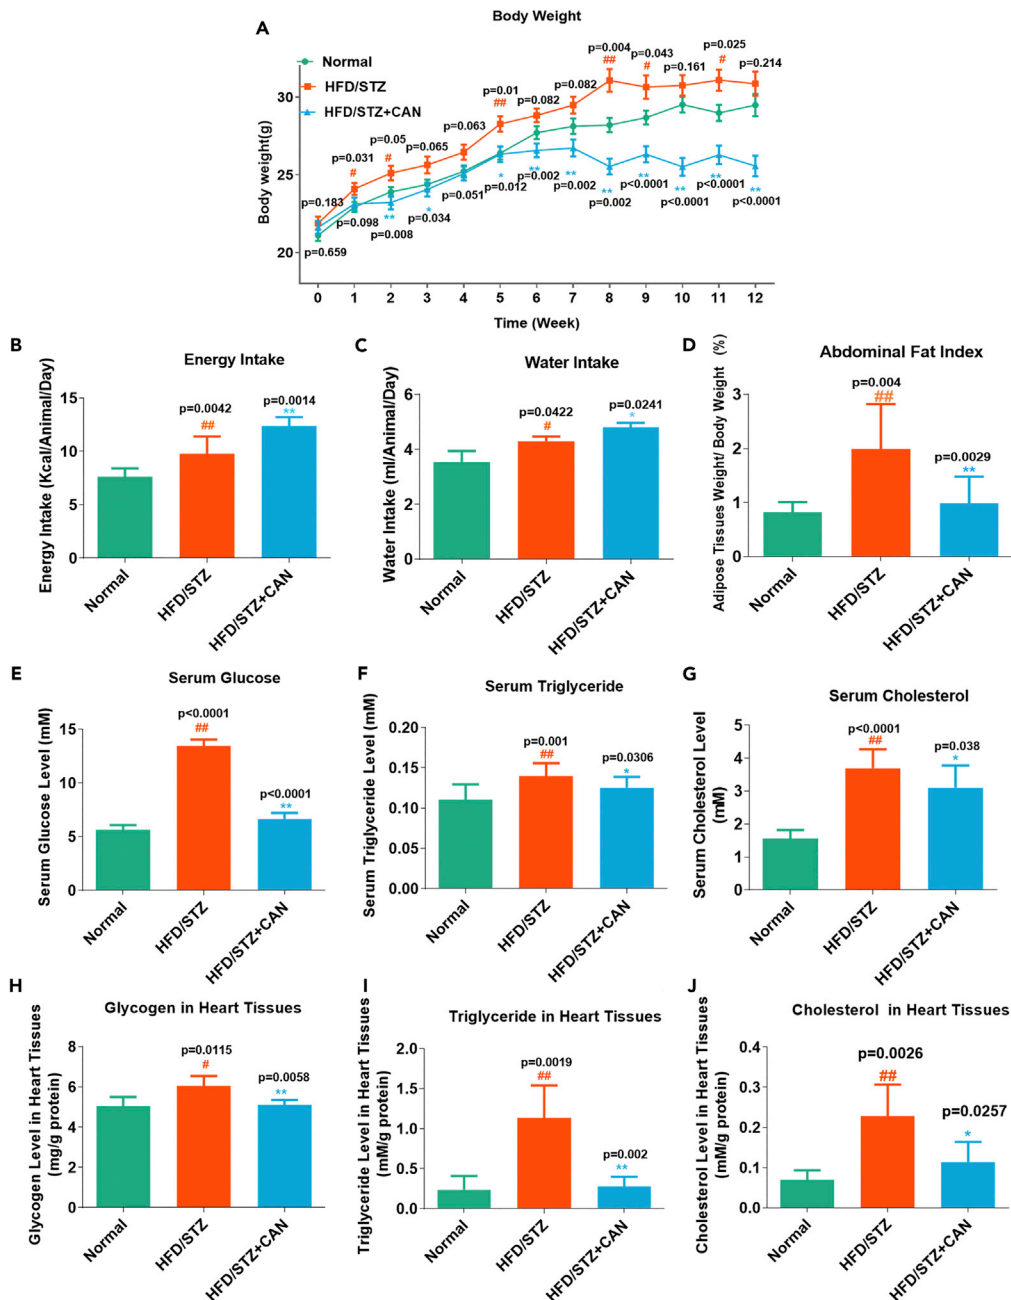 Body Weight
A
Normal
HFD/STZ
HFD/STZ+CAN
Body weight(g)
30
25
20
p=0.183
p=0.031
#
p=0.05
#
p=0.065
p=0.063
p=0.01
##
p=0.082
p=0.082
p=0.004
##
p=0.043
#
p=0.161
p=0.025
#
p=0.214
p=0.659
p=0.098
**
p=0.008
*
p=0.034
p=0.051
*
p=0.012
**
p=0.002
**
p=0.002
**
p=0.002
**
p<0.0001
**
p<0.0001
**
p<0.0001
**
p<0.0001
0 1 2 3 4 5 6 7 8 9 10 11 12
Time (Week)
B
Energy Intake
Energy Intake (Kcal/Animal/Day)
15
10
5
0
p=0.0042
##
p=0.0014
**
Normal
HFD/STZ
HFD/STZ+CAN
C
Water Intake
Water Intake (ml/Animal/Day)
6
4
2
0
p=0.0422
#
p=0.0241
*
Normal
HFD/STZ
HFD/STZ+CAN
D
Abdominal Fat Index
Adipose Tissues Weight/ Body Weight (%)
3
2
1
0
p=0.004
##
p=0.0029
**
Normal
HFD/STZ
HFD/STZ+CAN
E
Serum Glucose
Serum Glucose Level (mM)
15
10
5
0
p<0.0001
##
p<0.0001
**
Normal
HFD/STZ
HFD/STZ+CAN
F
Serum Triglyceride
Serum Triglyceride Level (mM)
0.20
0.15
0.10
0.05
0.00
p=0.001
##
p=0.0306
*
Normal
HFD/STZ
HFD/STZ+CAN
G
Serum Cholesterol
Serum Cholesterol Level
(mM)
5
4
3
2
1
0
p<0.0001
##
p=0.038
*
Normal
HFD/STZ
HFD/STZ+CAN
H
Glycogen in Heart Tissues
Glycogen Level in Heart Tissues
(mg/g protein)
8
6
4
2
0
p=0.0115
#
p=0.0058
**
Normal
HFD/STZ
HFD/STZ+CAN
I
Triglyceride in Heart Tissues
Triglyceride Level in Heart Tissues
(mM/g protein)
2.0
1.5
1.0
0.5
0.0
p=0.0019
##
p=0.002
**
Normal
HFD/STZ
HFD/STZ+CAN
J
Cholesterol in Heart Tissues
Cholesterol Level in Heart Tissues
(mM/g protein)
0.4
0.3
0.2
0.1
0.0
p=0.0026
##
p=0.0257
*
Normal
HFD/STZ
HFD/STZ+CAN